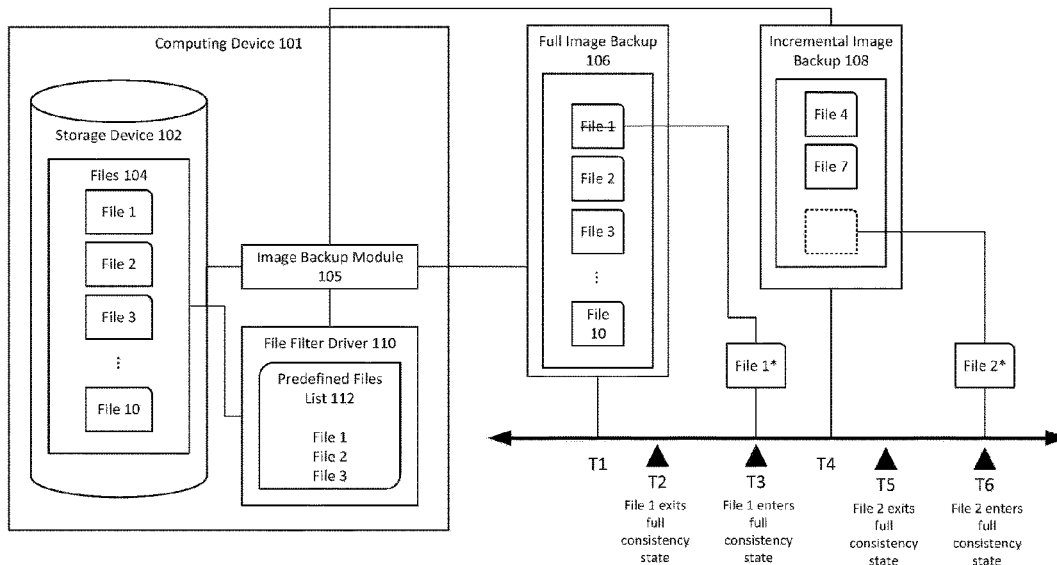 Computing Device 101
Storage Device 102
Files 104
File 1
File 2
File 3
⋮
File 10
Image Backup Module
105
File Filter Driver 110
Predefined Files
List 112
File 1
File 2
File 3
Full Image Backup
106
File 1
File 2
File 3
⋮
File
10
Incremental Image
Backup 108
File 4
File 7
File 1*
File 2*
T1
T2
File 1 exits
full
consistency
state
T3
File 1 enters
full
consistency
state
T4
T5
File 2 exits
full
consistency
state
T6
File 2 enters
full
consistency
state